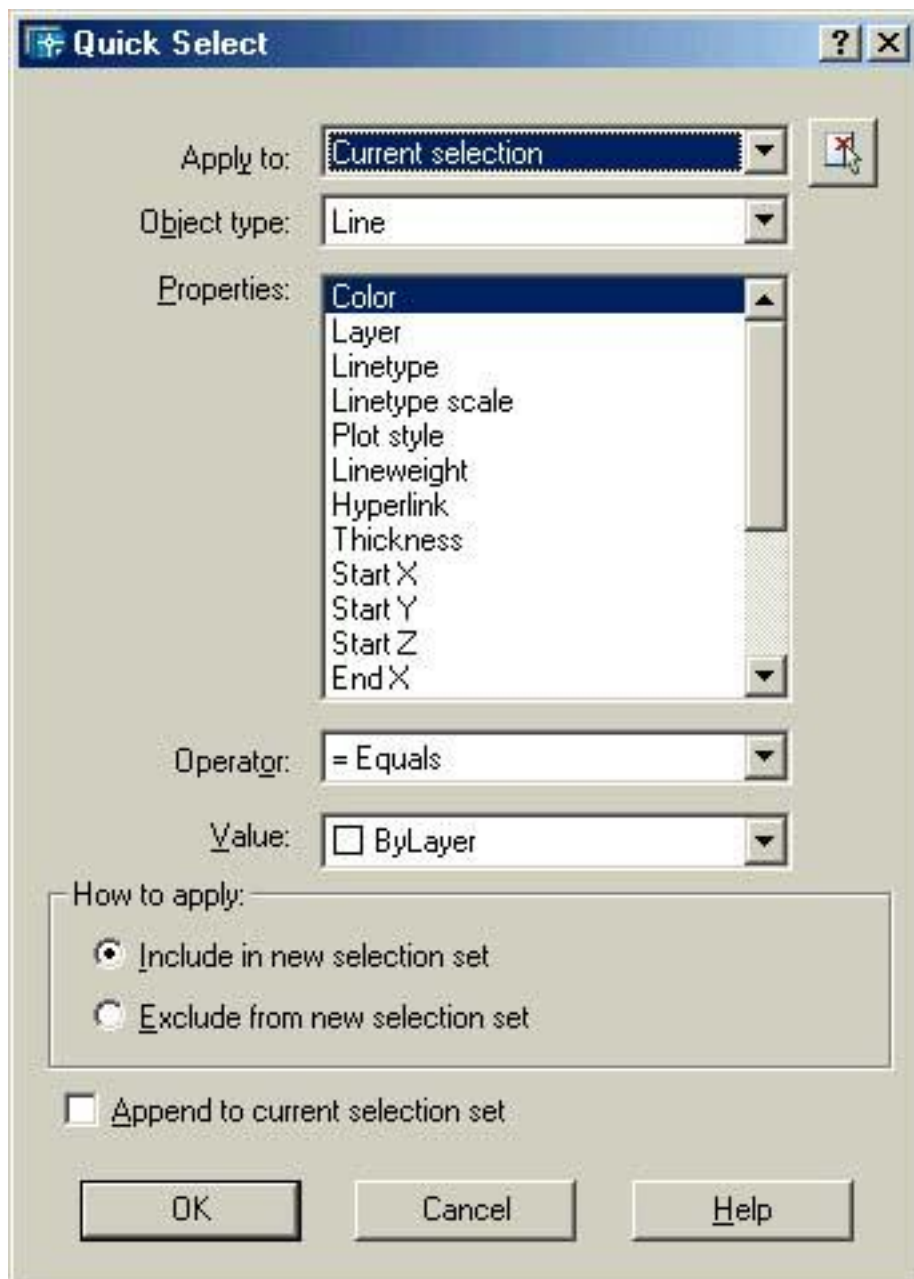 Quick Select
Apply to: Current selection
Object type: Line
Properties: Color
Layer
Linetype
Linetype scale
Plot style
Lineweight
Hyperlink
Thickness
Start X
Start Y
Start Z
End X
Operator: = Equals
Value: ByLayer
How to apply:
Include in new selection set
Exclude from new selection set
Append to current selection set
OK Cancel Help